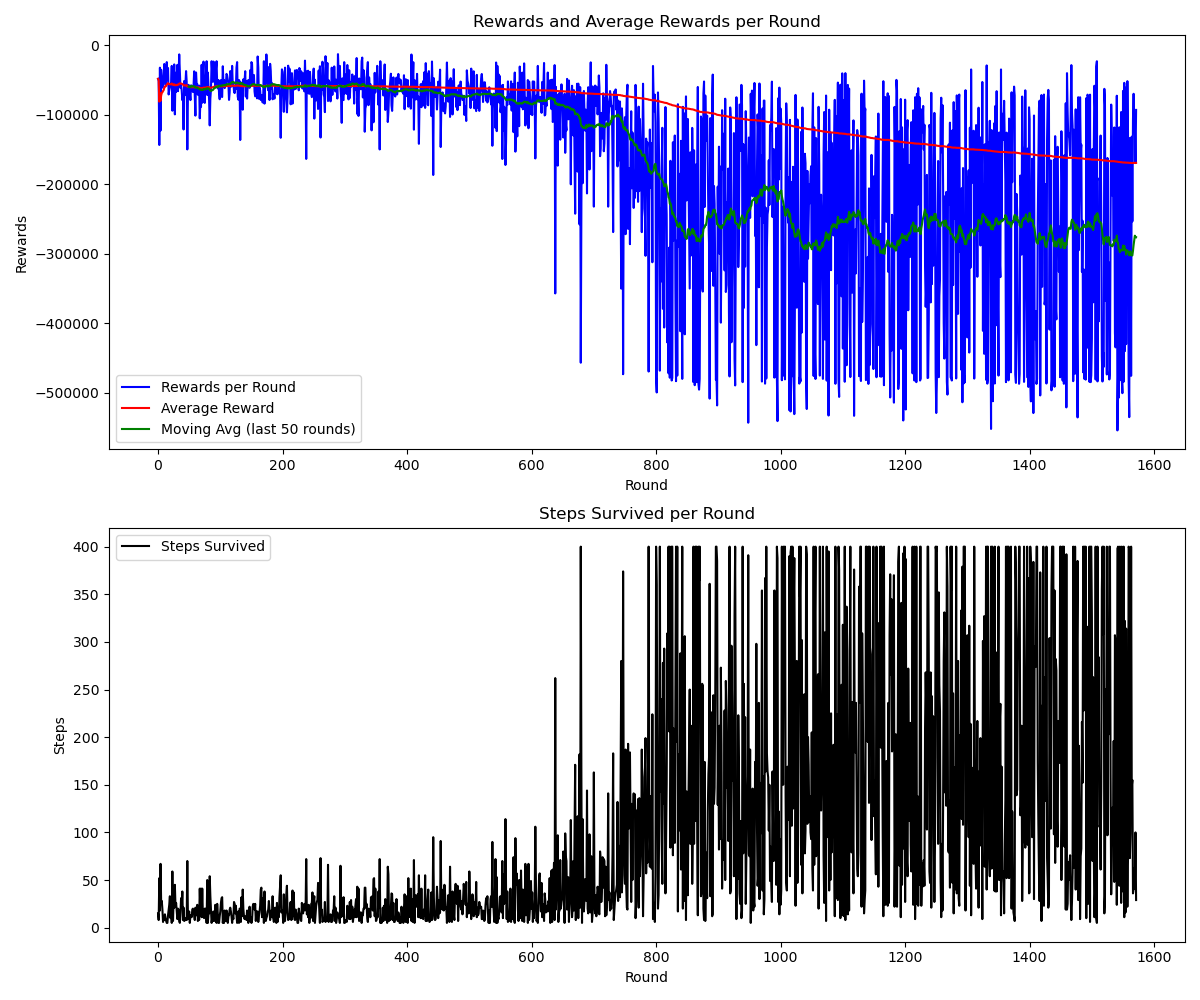 Rewards and Average Rewards per Round
0
−100000
−200000
−300000
−400000
−500000
Rewards
Rewards per Round
Average Reward
Moving Avg (last 50 rounds)
0 200 400 600 800 1000 1200 1400 1600
Round
Steps Survived per Round
400
350
300
250
200
150
100
50
0
Steps
Steps Survived
0 200 400 600 800 1000 1200 1400 1600
Round